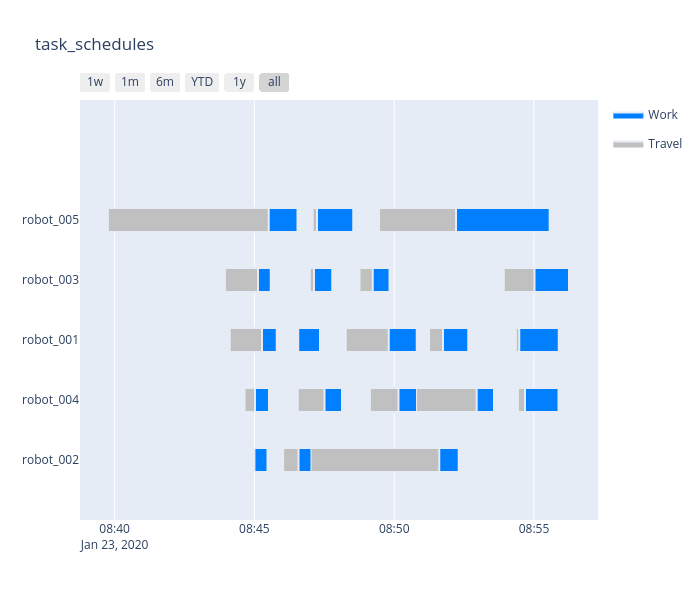 task_schedules
1w 1m 6m YTD 1y all
Work
Travel
robot_005
robot_003
robot_001
robot_004
robot_002
08:40 08:45 08:50 08:55
Jan 23, 2020